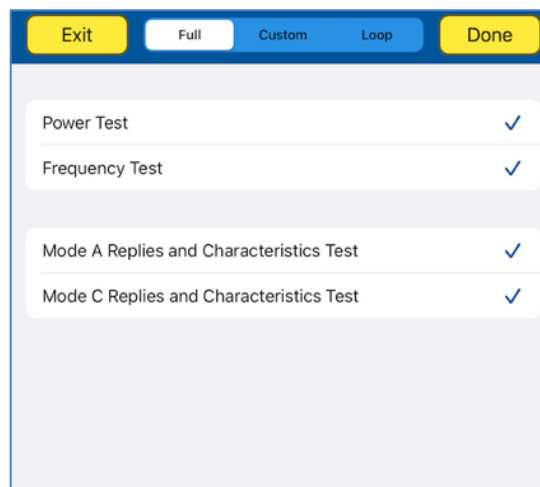 Exit Full Custom Loop Done
Power Test
Frequency Test
Mode A Replies and Characteristics Test
Mode C Replies and Characteristics Test